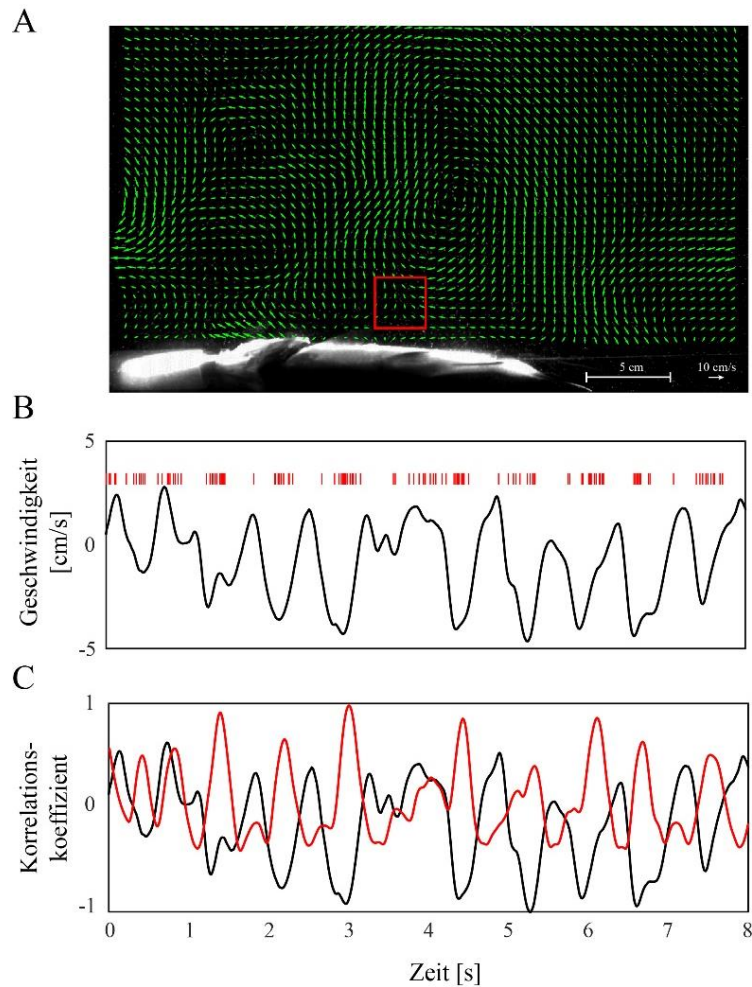 A
5 cm
10 cm/s
B
5
0
-5
Geschwindigkeit
[cm/s]
C
1
0
-1
Korrelations-
koeffizient
0 1 2 3 4 5 6 7 8
Zeit [s]